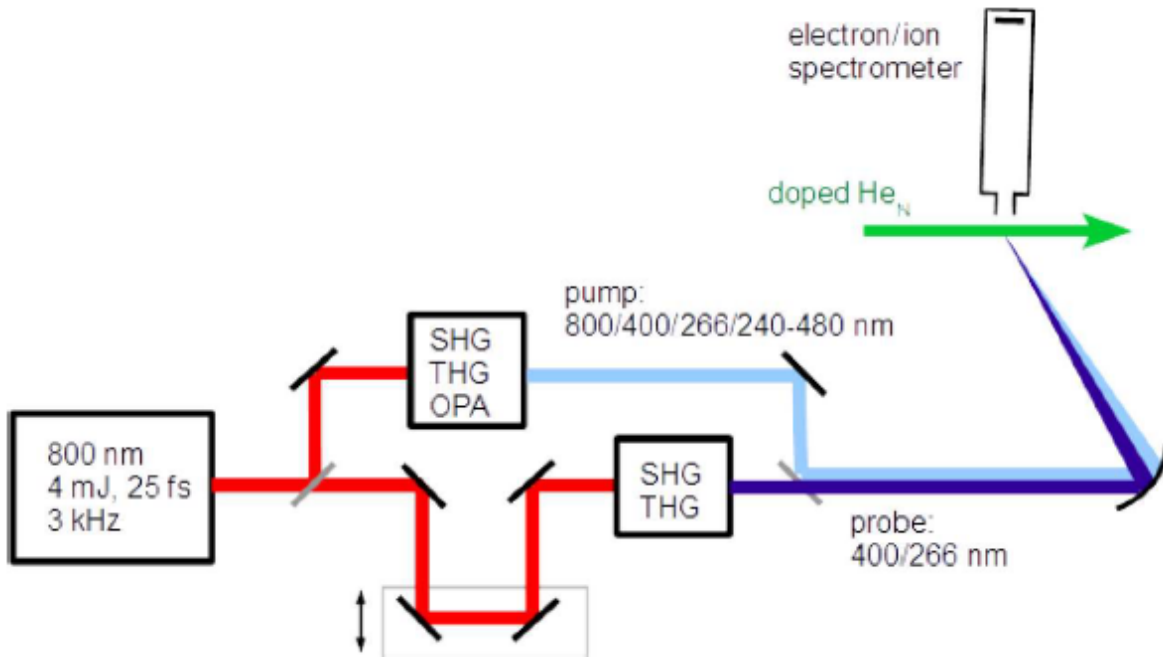 electron/ion
spectrometer
doped He_N
pump:
800/400/266/240-480 nm
SHG
THG
OPA
800 nm
4 mJ, 25 fs
3 kHz
SHG
THG
probe:
400/266 nm